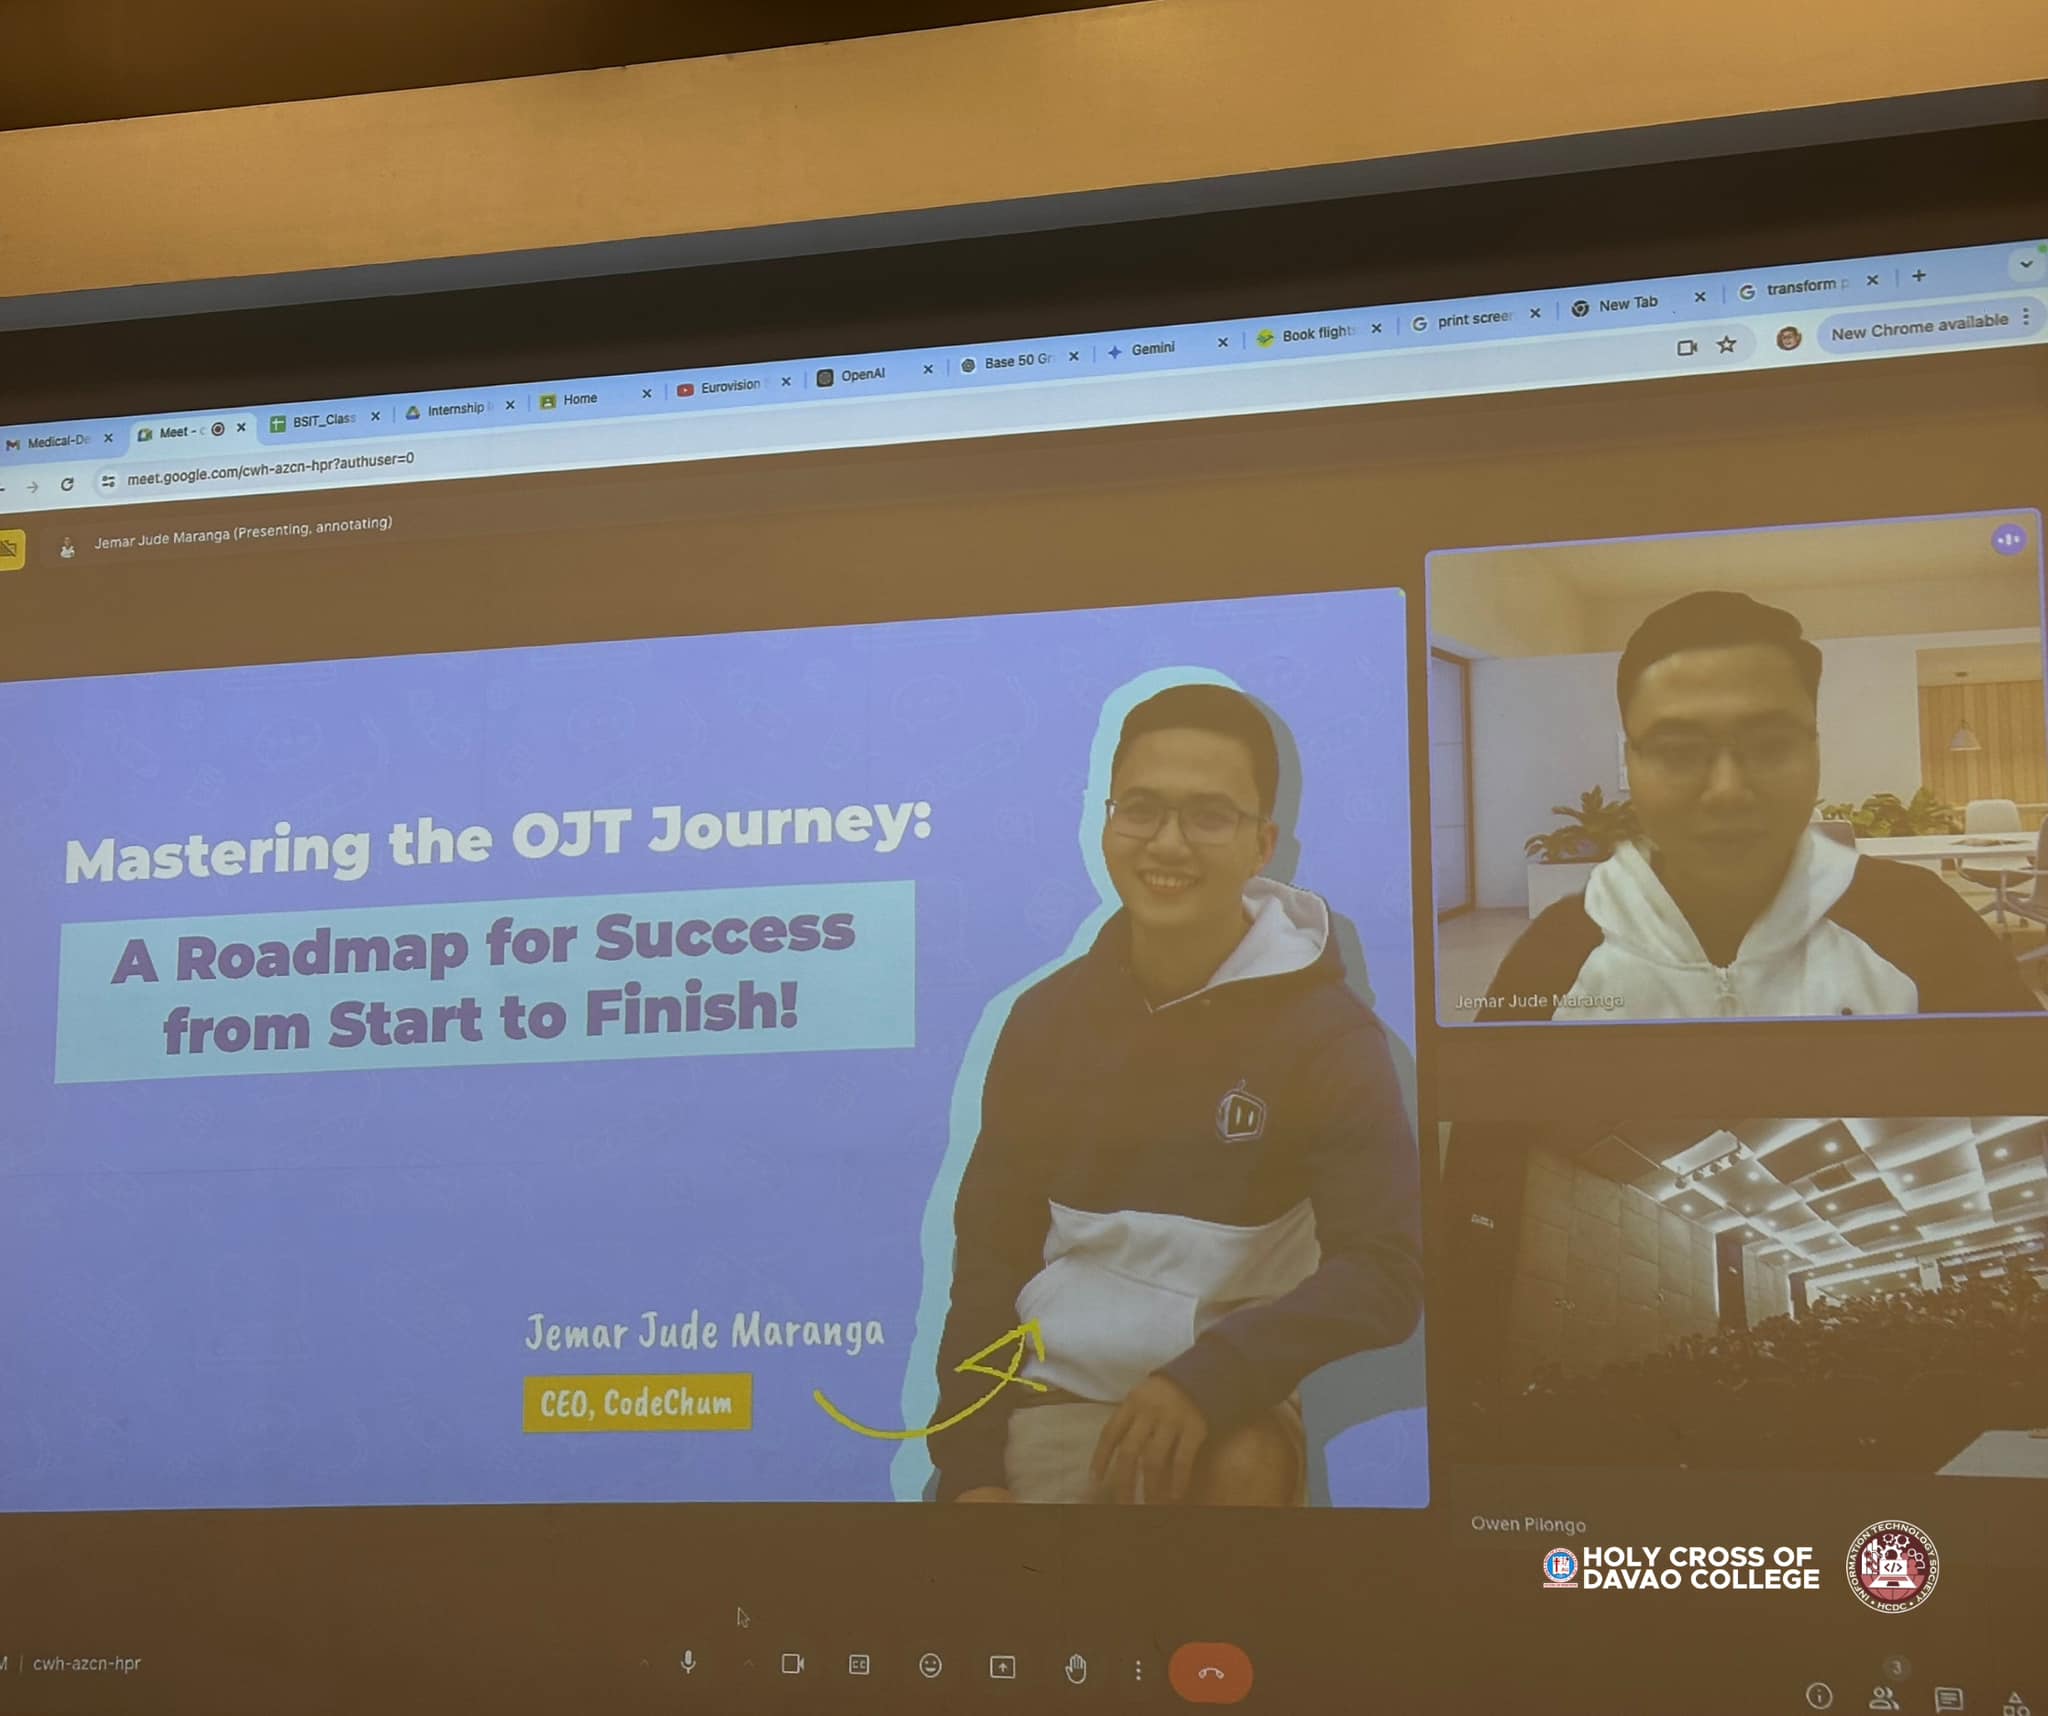 Medical-De
Meet - c
BSIT_Class
Internship
Home
Eurovision
OpenAI
Base 50 Gr
Gemini
Book flights
print screen
New Tab
transform p
meet.google.com/cwh-azcn-hpr?authuser=0
New Chrome available
Jemar Jude Maranga (Presenting, annotating)
Mastering the OJT Journey:
A Roadmap for Success
from Start to Finish!
Jemar Jude Maranga
CEO, CodeChum
Jemar Jude Maranga
Owen Pilongo
HOLY CROSS OF
DAVAO COLLEGE
INFORMATION TECHNOLOGY SOCIETY
HCDC
M | cwh-azcn-hpr
CC
3